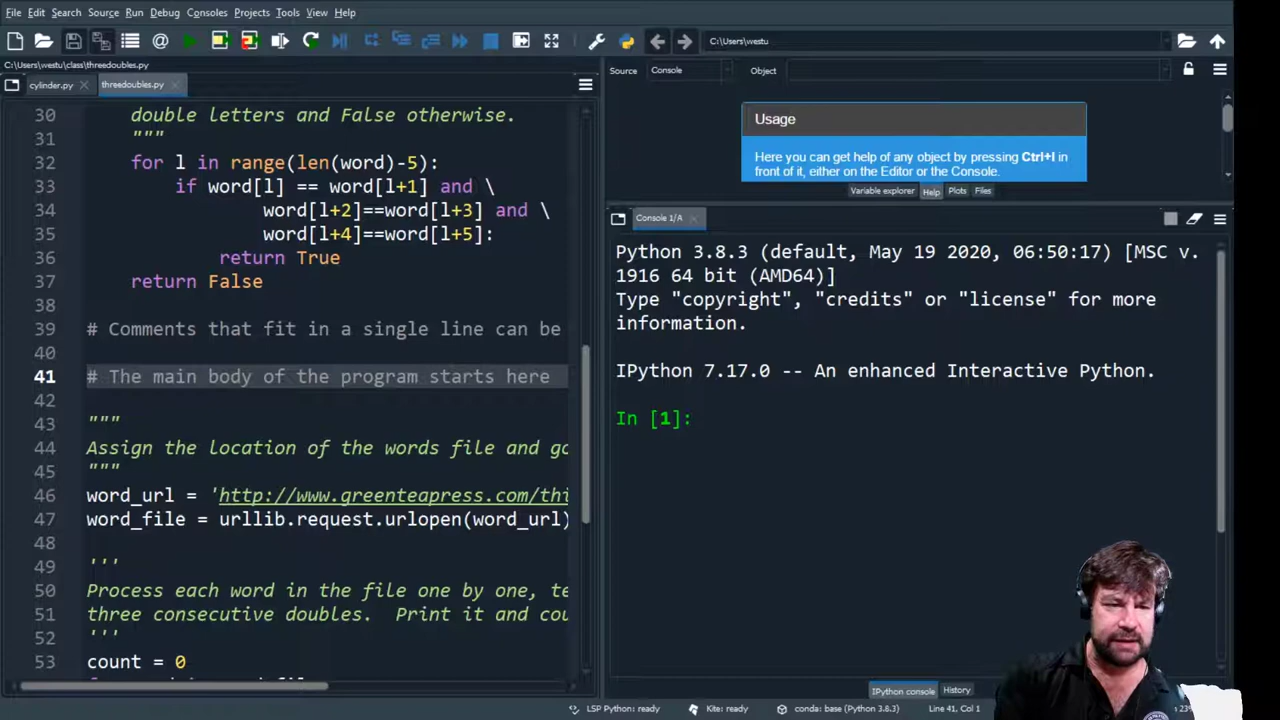 File Edit Search Source Run Debug Consoles Projects Tools View Help
C:\Users\westu
C:\Users\westu\class\threedoubles.py
Source Console Object
cylinder.py threedoubles.py
30 double letters and False otherwise.
31 """
32 for l in range(len(word)-5):
33 if word[l] == word[l+1] and \
34 word[l+2]==word[l+3] and \
35 word[l+4]==word[l+5]:
36 return True
37 return False
38
39 # Comments that fit in a single line can be
40
41 # The main body of the program starts here
42
43 """
44 Assign the location of the words file and go
45 """
46 word_url = 'http://www.greenteapress.com/thi
47 word_file = urllib.request.urlopen(word_url)
48
49 '''
50 Process each word in the file one by one, te
51 three consecutive doubles. Print it and cou
52 '''
53 count = 0
Usage
Here you can get help of any object by pressing Ctrl+I in
front of it, either on the Editor or the Console.
Variable explorer Help Plots Files
Console 1/A
Python 3.8.3 (default, May 19 2020, 06:50:17) [MSC v.
1916 64 bit (AMD64)]
Type "copyright", "credits" or "license" for more
information.
IPython 7.17.0 -- An enhanced Interactive Python.
In [1]:
IPython console History
LSP Python: ready Kite: ready conda: base (Python 3.8.3) Line 41, Col 1